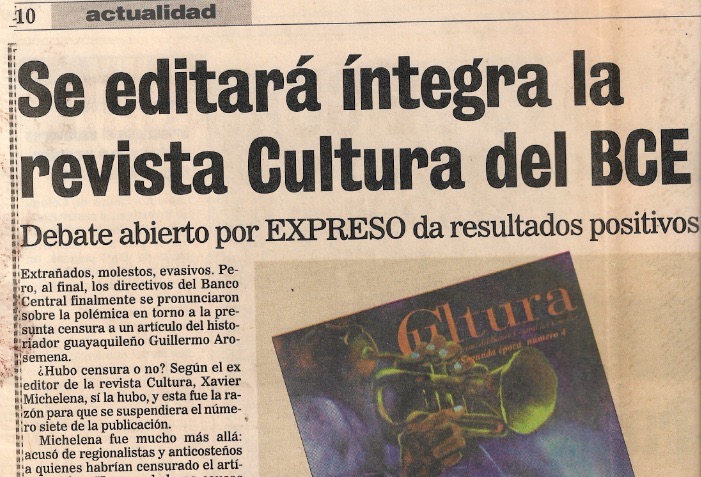 10
actualidad
Se editará íntegra la
revista Cultura del BCE
Debate abierto por EXPRESO da resultados positivos
Extrañados, molestos, evasivos. Pe-
ro, al final, los directivos del Banco
Central finalmente se pronunciaron
sobre la polémica en torno a la pre-
sunta censura a un artículo del histo-
riador guayaquileño Guillermo Aro-
semena.
¿Hubo censura o no? Según el ex
editor de la revista Cultura, Xavier
Michelena, sí la hubo, y esta fue la ra-
zón para que se suspendiera el núme-
ro siete de la publicación.
Michelena fue mucho más allá:
acusó de regionalistas y anticosteños
a quienes habrían censurado el artí-
Cultura
segunda época, número 4